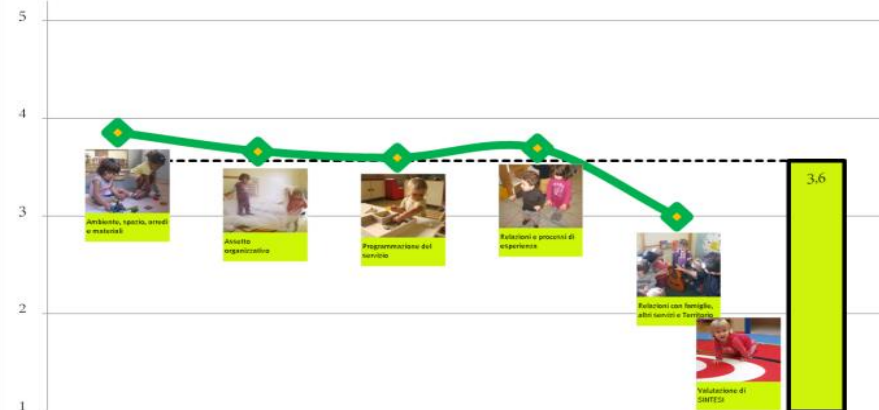 5
4
3
2
1
Ambiente, spazio, arredi
e materiali
Assetto
organizzativo
Programmazione del
servizio
Relazioni e processi di
esperienza
Relazioni con famiglie,
altri servizi e Territorio
Valutazione di
SINTESI
3,6